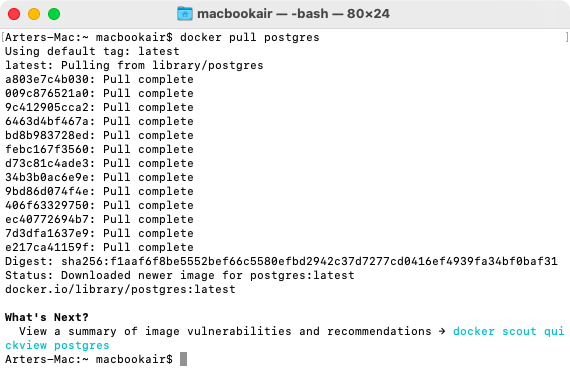 macbookair — -bash — 80×24
[Arters-Mac:~ macbookair$ docker pull postgres ]
Using default tag: latest
latest: Pulling from library/postgres
a803e7c4b030: Pull complete
009c876521a0: Pull complete
9c412905cca2: Pull complete
6463d4bf467a: Pull complete
bd8b983728ed: Pull complete
febc167f3560: Pull complete
d73c81c4ade3: Pull complete
34b3b0ac6e9e: Pull complete
9bd86d074f4e: Pull complete
406f63329750: Pull complete
ec40772694b7: Pull complete
7d3dfa1637e9: Pull complete
e217ca41159f: Pull complete
Digest: sha256:f1aaf6f8be5552bef66c5580efbd2942c37d7277cd0416ef4939fa34bf0baf31
Status: Downloaded newer image for postgres:latest
docker.io/library/postgres:latest
What's Next?
View a summary of image vulnerabilities and recommendations → docker scout qui
ckview postgres
Arters-Mac:~ macbookair$